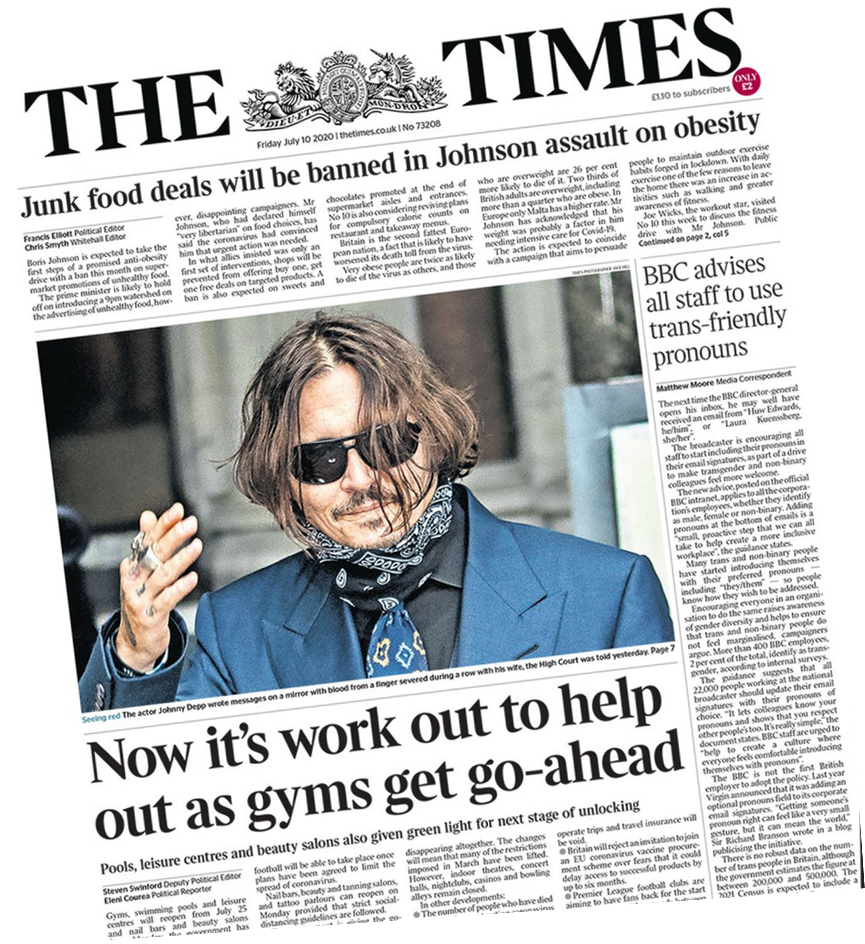 THE TIMES
DIEU ET MON DROIT
ONLY
£2
£1.10 to subscribers
Friday July 10 2020 | thetimes.co.uk | No 73208
Junk food deals will be banned in Johnson assault on obesity
Francis Elliott Political Editor
Chris Smyth Whitehall Editor
Boris Johnson is expected to take the
first steps of a promised anti-obesity
drive with a ban this month on super-
market promotions of unhealthy food.
The prime minister is likely to hold
off on introducing a 9pm watershed on
the advertising of unhealthy food, how-
ever, disappointing campaigners. Mr
Johnson, who had declared himself
"very libertarian" on food choices, has
said the coronavirus had convinced
him that urgent action was needed.
In what allies insisted was only an
first set of interventions, shops will be
prevented from offering buy one, get
one free deals on targeted products. A
ban is also expected on sweets and
chocolates promoted at the end of
supermarket aisles and entrances.
No 10 is also considering reviving plans
for compulsory calorie counts on
restaurant and takeaway menus.
Britain is the second fattest Euro-
pean nation, a fact that is likely to have
worsened its death toll from the virus.
Very obese people are twice as likely
to die of the virus as others, and those
who are overweight are 26 per cent
more likely to die of it. Two thirds of
British adults are overweight, including
more than a quarter who are obese. In
Europe only Malta has a higher rate. Mr
Johnson has acknowledged that his
weight was probably a factor in him
needing intensive care for Covid-19.
The action is expected to coincide
with a campaign that aims to persuade
people to maintain outdoor exercise
habits forged in lockdown. With daily
exercise one of the few reasons to leave
the home there was an increase in ac-
tivities such as walking and greater
awareness of fitness.
Joe Wicks, the workout star, visited
No 10 this week to discuss the fitness
drive with Mr Johnson. Public
Continued on page 2, col 5
Seeing red The actor Johnny Depp wrote messages on a mirror with blood from a finger severed during a row with his wife, the High Court was told yesterday. Page 7
BBC advises
all staff to use
trans-friendly
pronouns
Matthew Moore Media Correspondent
The next time the BBC director-general
opens his inbox, he may well have
received an email from "Huw Edwards,
he/him", or "Laura Kuenssberg,
she/her".
The broadcaster is encouraging all
staff to start including their pronouns in
their email signatures, as part of a drive
to make transgender and non-binary
colleagues feel more welcome.
The new advice, posted on the official
BBC intranet, applies to all the corpora-
tion's employees, whether they identify
as male, female or non-binary. Adding
pronouns at the bottom of emails is a
"small, proactive step that we can all
take to help create a more inclusive
workplace", the guidance states.
Many trans and non-binary people
have started introducing themselves
with their preferred pronouns —
including "they/them" — so people
know how they wish to be addressed.
Encouraging everyone in an organi-
sation to do the same raises awareness
of gender diversity and helps to ensure
that trans and non-binary people do
not feel marginalised, campaigners
argue. More than 400 BBC employees,
2 per cent of the total, identify as trans-
gender, according to internal surveys.
The guidance suggests that all
22,000 people working at the national
broadcaster should update their email
signatures with their pronouns of
choice. "It lets colleagues know your
pronouns and shows that you respect
other people's too. It's really simple," the
document states. BBC staff are urged to
"help to create a culture where
everyone feels comfortable introducing
themselves with pronouns".
The BBC is not the first British
employer to adopt the policy. Last year
Virgin announced that it was adding an
optional pronouns field to its corporate
email signatures. "Getting someone's
pronoun right can feel like a very small
gesture, but it can mean the world,"
Sir Richard Branson wrote in a blog
publicising the initiative.
There is no robust data on the num-
ber of trans people in Britain, although
the government estimates the figure at
between 200,000 and 500,000. The
2021 Census is expected to include a
Now it's work out to help
out as gyms get go-ahead
Pools, leisure centres and beauty salons also given green light for next stage of unlocking
Steven Swinford Deputy Political Editor
Eleni Courea Political Reporter
Gyms, swimming pools and leisure
centres will reopen from July 25
and nail bars and beauty salons
the government has
football will be able to take place once
plans have been agreed to limit the
spread of coronavirus.
Nail bars, beauty and tanning salons,
and tattoo parlours can reopen on
Monday provided that strict social-
distancing guidelines are followed.
disappearing altogether. The changes
will mean that many of the restrictions
imposed in March have been lifted.
However, indoor theatres, concert
halls, nightclubs, casinos and bowling
alleys remain closed.
In other developments:
● The number of people who have died
operate trips and travel insurance will
be void.
● Britain will reject an invitation to join
an EU coronavirus vaccine procure-
ment scheme over fears that it could
delay access to successful products by
up to six months.
● Premier League football clubs are
aiming to have fans back for the start